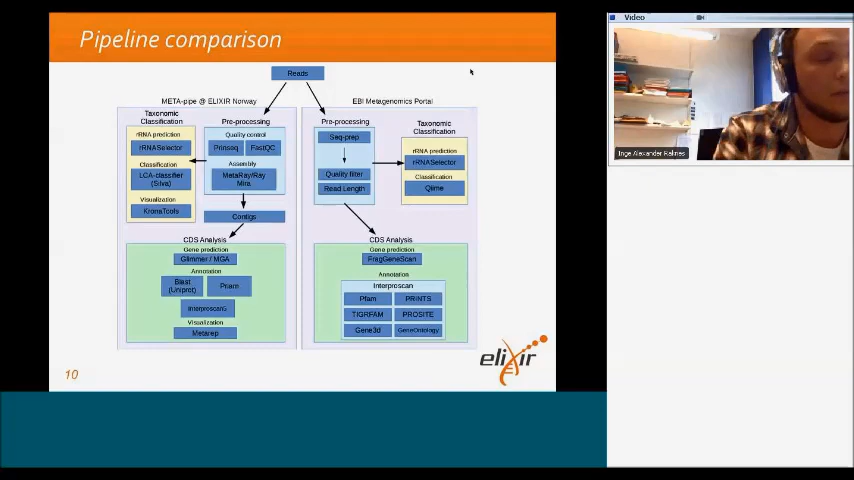 Pipeline comparison
Reads
META-pipe @ ELIXIR Norway
Taxonomic
Classification
rRNA prediction
rRNASelector
Classification
LCA-classifier
(Silva)
Visualization
KronaTools
Pre-processing
Quality control
Prinseq
FastQC
Assembly
MetaRay/Ray
Mira
Contigs
CDS Analysis
Gene prediction
Glimmer / MGA
Annotation
Blast
(Uniprot)
Pfam
Interproscan5
Visualization
Metarep
EBI Metagenomics Portal
Pre-processing
Seq-prep
Quality filter
Read Length
Taxonomic
Classification
rRNA prediction
rRNASelector
Classification
Qiime
CDS Analysis
Gene prediction
FragGeneScan
Annotation
Interproscan
Pfam
PRINTS
TIGRFAM
PROSITE
Gene3d
GeneOntology
10
elixir
Video
Inge Alexander Raknes